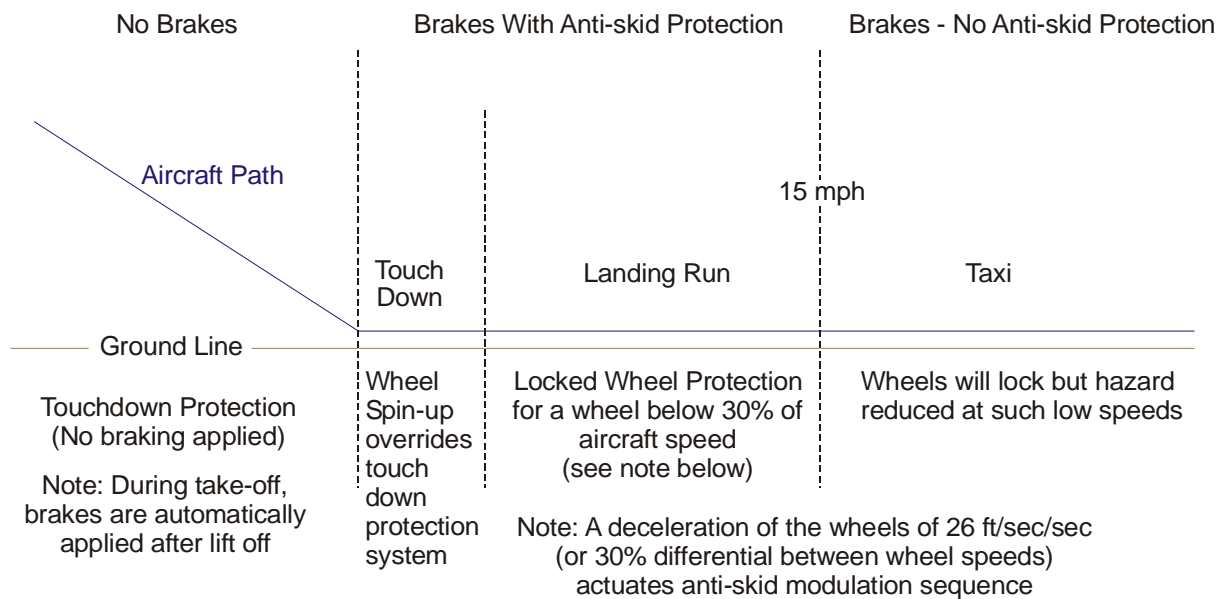 No Brakes
Brakes With Anti-skid Protection
Brakes - No Anti-skid Protection
Aircraft Path
15 mph
Touch
Down
Landing Run
Taxi
Ground Line
Touchdown Protection
(No braking applied)
Note: During take-off,
brakes are automatically
applied after lift off
Wheel
Spin-up
overrides
touch
down
protection
system
Locked Wheel Protection
for a wheel below 30% of
aircraft speed
(see note below)
Wheels will lock but hazard
reduced at such low speeds
Note: A deceleration of the wheels of 26 ft/sec/sec
(or 30% differential between wheel speeds)
actuates anti-skid modulation sequence